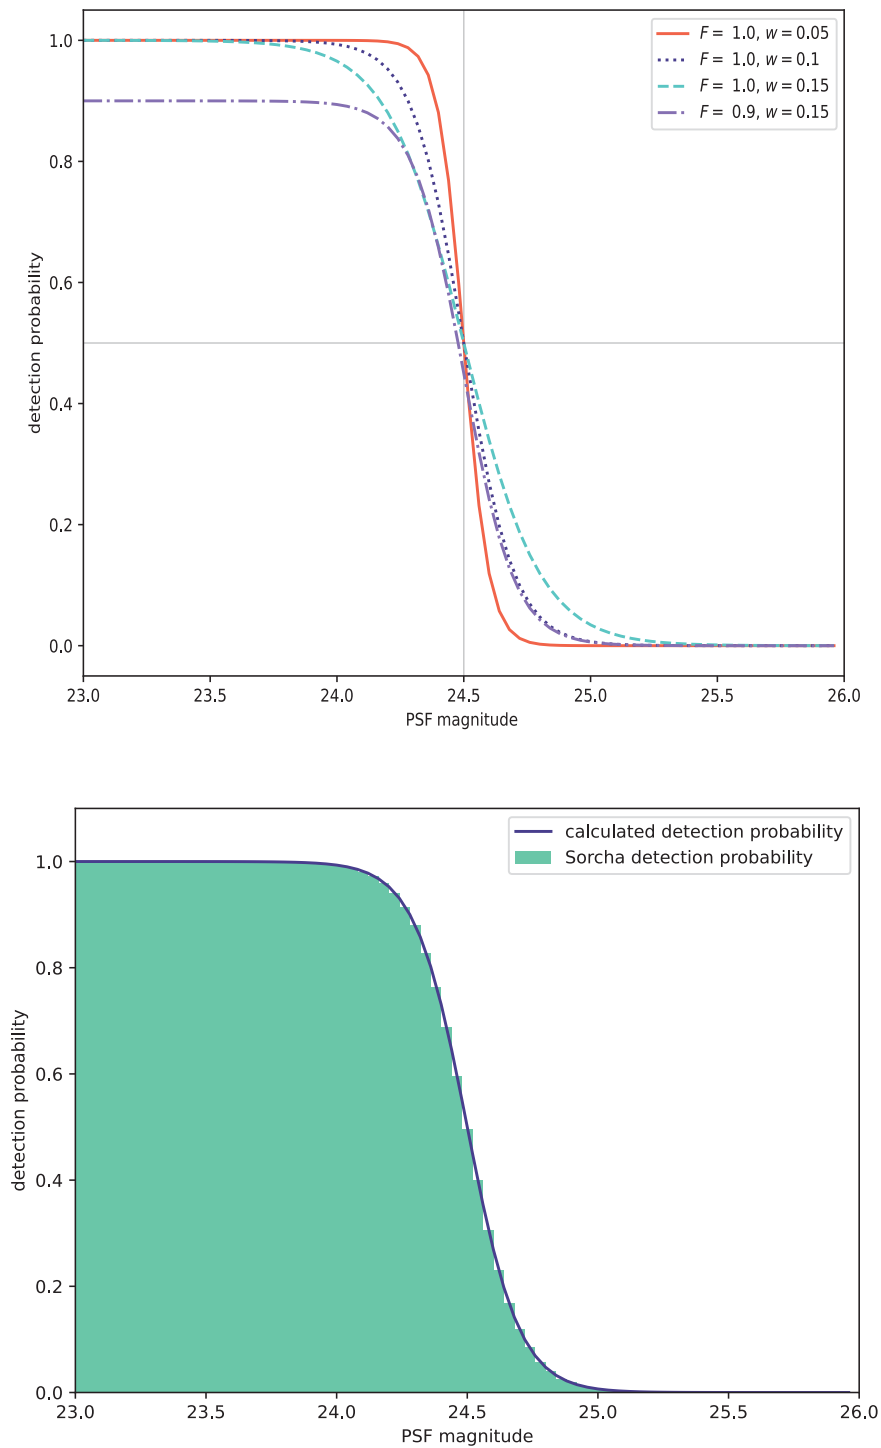 1.0
0.8
0.6
0.4
0.2
0.0
detection probability
F = 1.0, w = 0.05
F = 1.0, w = 0.1
F = 1.0, w = 0.15
F = 0.9, w = 0.15
23.0 23.5 24.0 24.5 25.0 25.5 26.0
PSF magnitude
1.0
0.8
0.6
0.4
0.2
0.0
detection probability
calculated detection probability
Sorcha detection probability
23.0 23.5 24.0 24.5 25.0 25.5 26.0
PSF magnitude